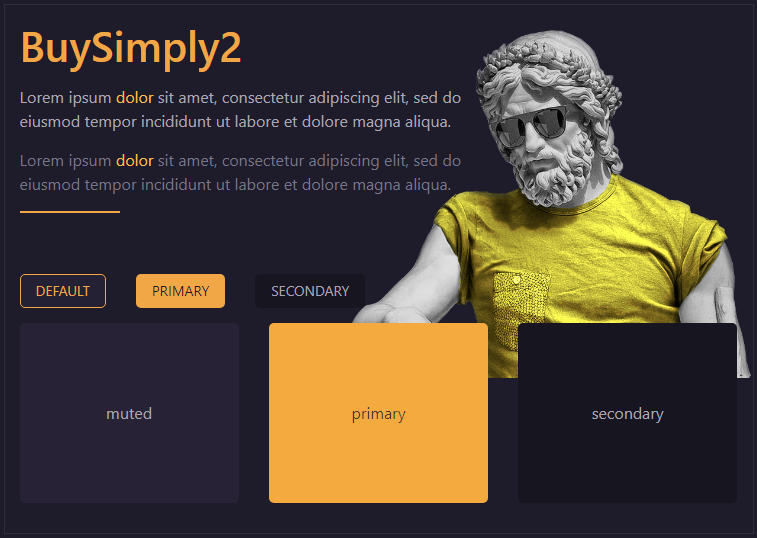 BuySimply2
Lorem ipsum dolor sit amet, consectetur adipiscing elit, sed do
eiusmod tempor incididunt ut labore et dolore magna aliqua.
Lorem ipsum dolor sit amet, consectetur adipiscing elit, sed do
eiusmod tempor incididunt ut labore et dolore magna aliqua.
DEFAULT PRIMARY SECONDARY
muted primary secondary